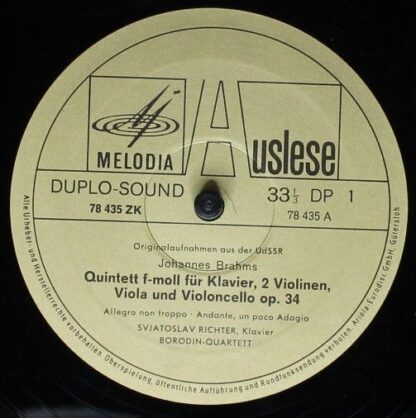 MELODIA
Auslese
DUPLO-SOUND
33 1/3 DP 1
78 435 ZK
78 435 A
Originalaufnahmen aus der UdSSR
Johannes Brahms
Quintett f-moll für Klavier, 2 Violinen,
Viola und Violoncello op. 34
Allegro non troppo · Andante, un poco Adagio
SVJATOSLAV RICHTER, Klavier
BORODIN-QUARTETT
Alle Urheber- und Herstellerrechte vorbehalten. Überspielung, öffentliche Aufführung und Rundfunksendung verboten. Ariola-Eurodisc GmbH, Gütersloh